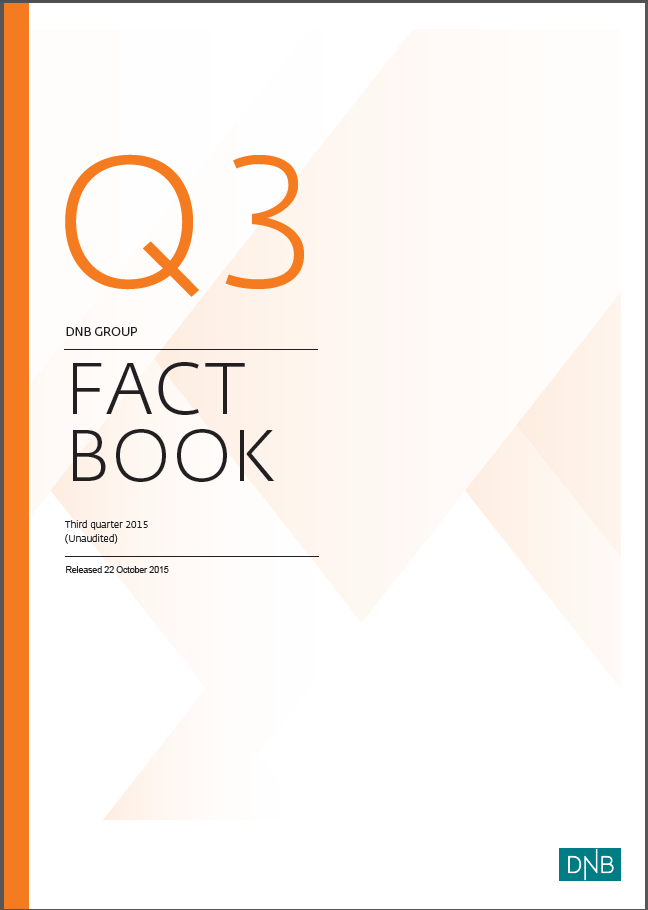 Q3
DNB GROUP
FACT
BOOK
Third quarter 2015
(Unaudited)
Released 22 October 2015
DNB